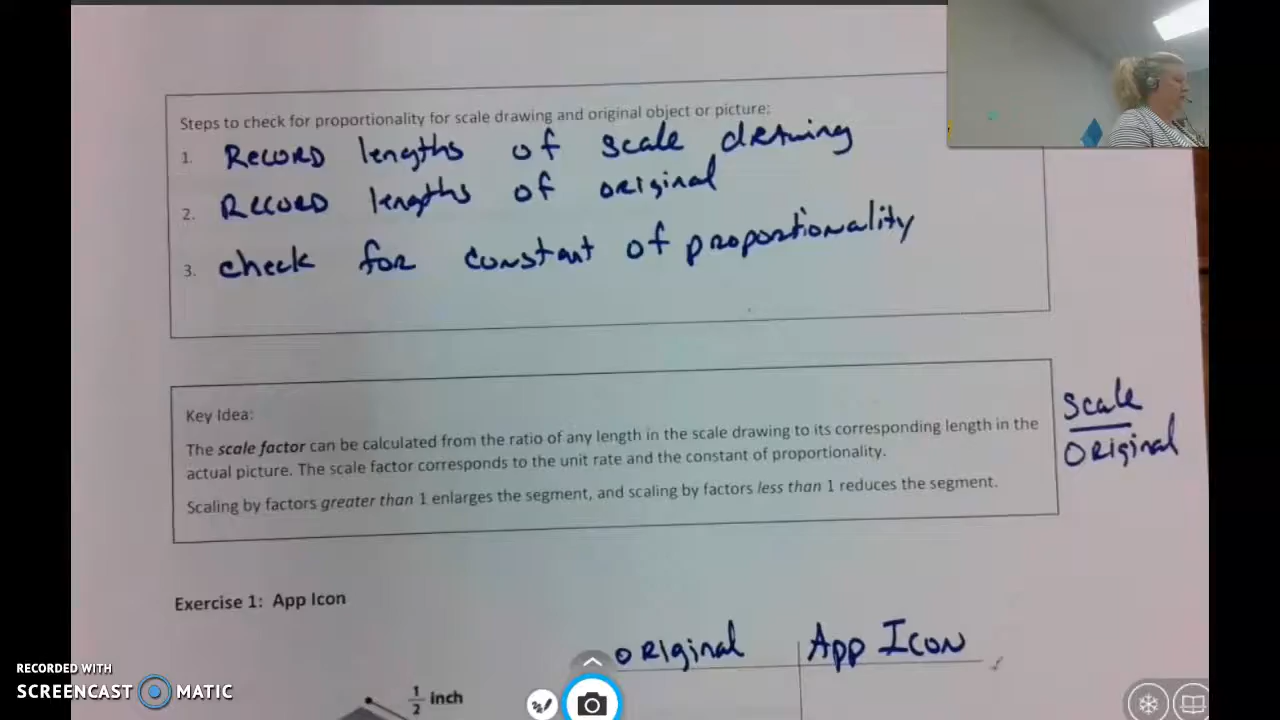 Steps to check for proportionality for scale drawing and original object or picture:
1. Record lengths of scale drawing
2. Record lengths of original
3. check for constant of proportionality
Key Idea:
The scale factor can be calculated from the ratio of any length in the scale drawing to its corresponding length in the
actual picture. The scale factor corresponds to the unit rate and the constant of proportionality.
Scaling by factors greater than 1 enlarges the segment, and scaling by factors less than 1 reduces the segment.
Scale
Original
Exercise 1: App Icon
Original App Icon
1/2 inch
RECORDED WITH
SCREENCAST MATIC